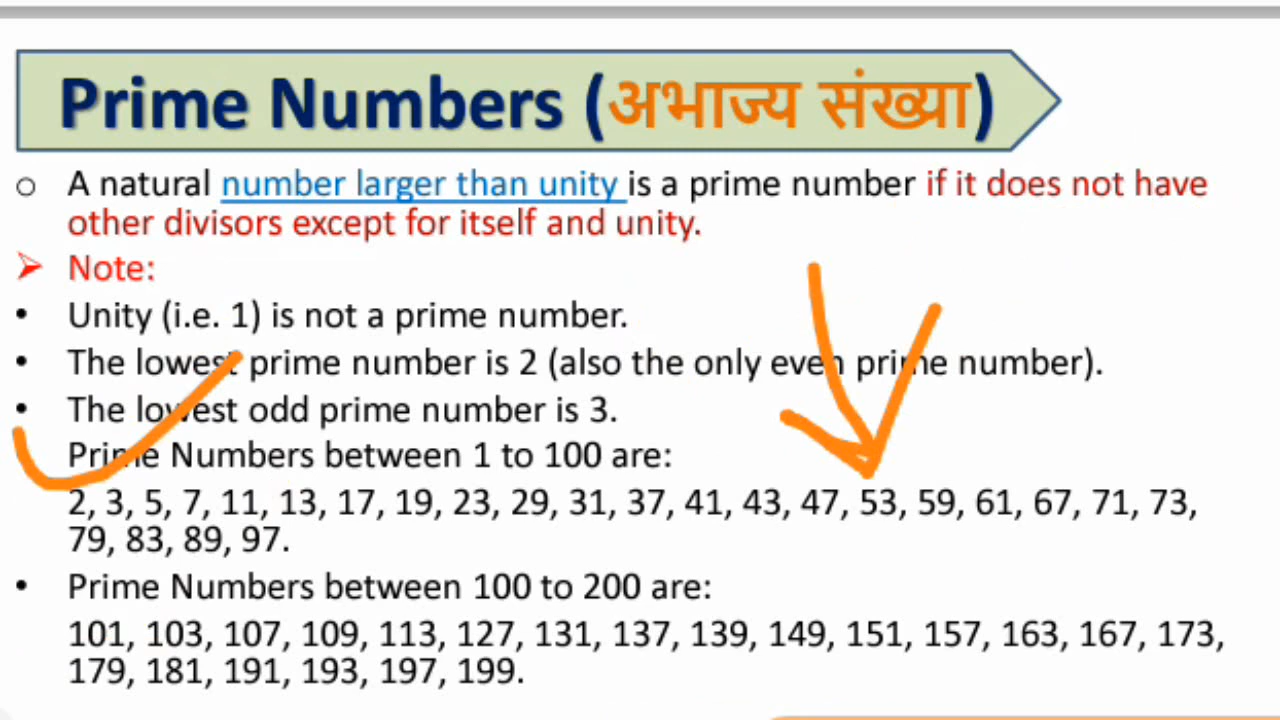 Prime Numbers (अभाज्य संख्या)
o A natural number larger than unity is a prime number if it does not have
other divisors except for itself and unity.
➢ Note:
• Unity (i.e. 1) is not a prime number.
• The lowest prime number is 2 (also the only even prime number).
• The lowest odd prime number is 3.
Prime Numbers between 1 to 100 are:
2, 3, 5, 7, 11, 13, 17, 19, 23, 29, 31, 37, 41, 43, 47, 53, 59, 61, 67, 71, 73,
79, 83, 89, 97.
• Prime Numbers between 100 to 200 are:
101, 103, 107, 109, 113, 127, 131, 137, 139, 149, 151, 157, 163, 167, 173,
179, 181, 191, 193, 197, 199.